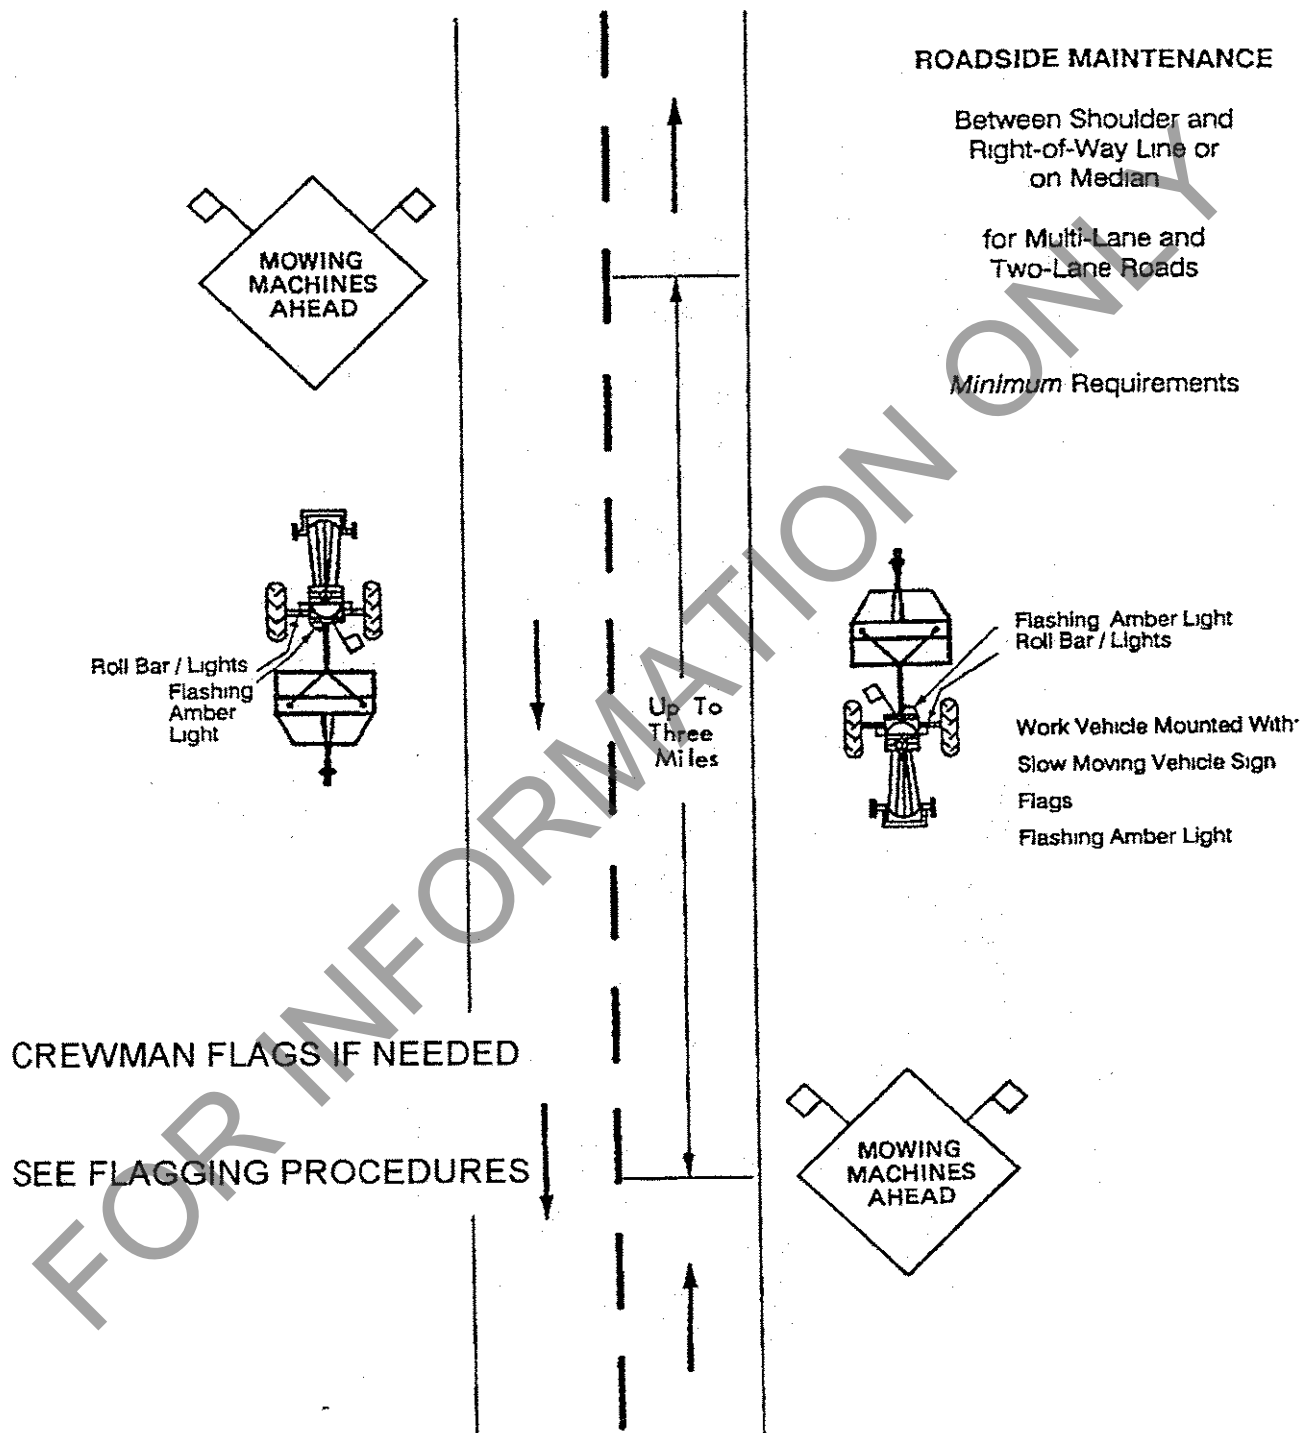 ROADSIDE MAINTENANCE
Between Shoulder and
Right-of-Way Line or
on Median
for Multi-Lane and
Two-Lane Roads
Minimum Requirements
MOWING
MACHINES
AHEAD
Roll Bar / Lights
Flashing
Amber
Light
Up To
Three
Miles
Flashing Amber Light
Roll Bar / Lights
Work Vehicle Mounted With
Slow Moving Vehicle Sign
Flags
Flashing Amber Light
CREWMAN FLAGS IF NEEDED
SEE FLAGGING PROCEDURES
MOWING
MACHINES
AHEAD
FOR INFORMATION ONLY